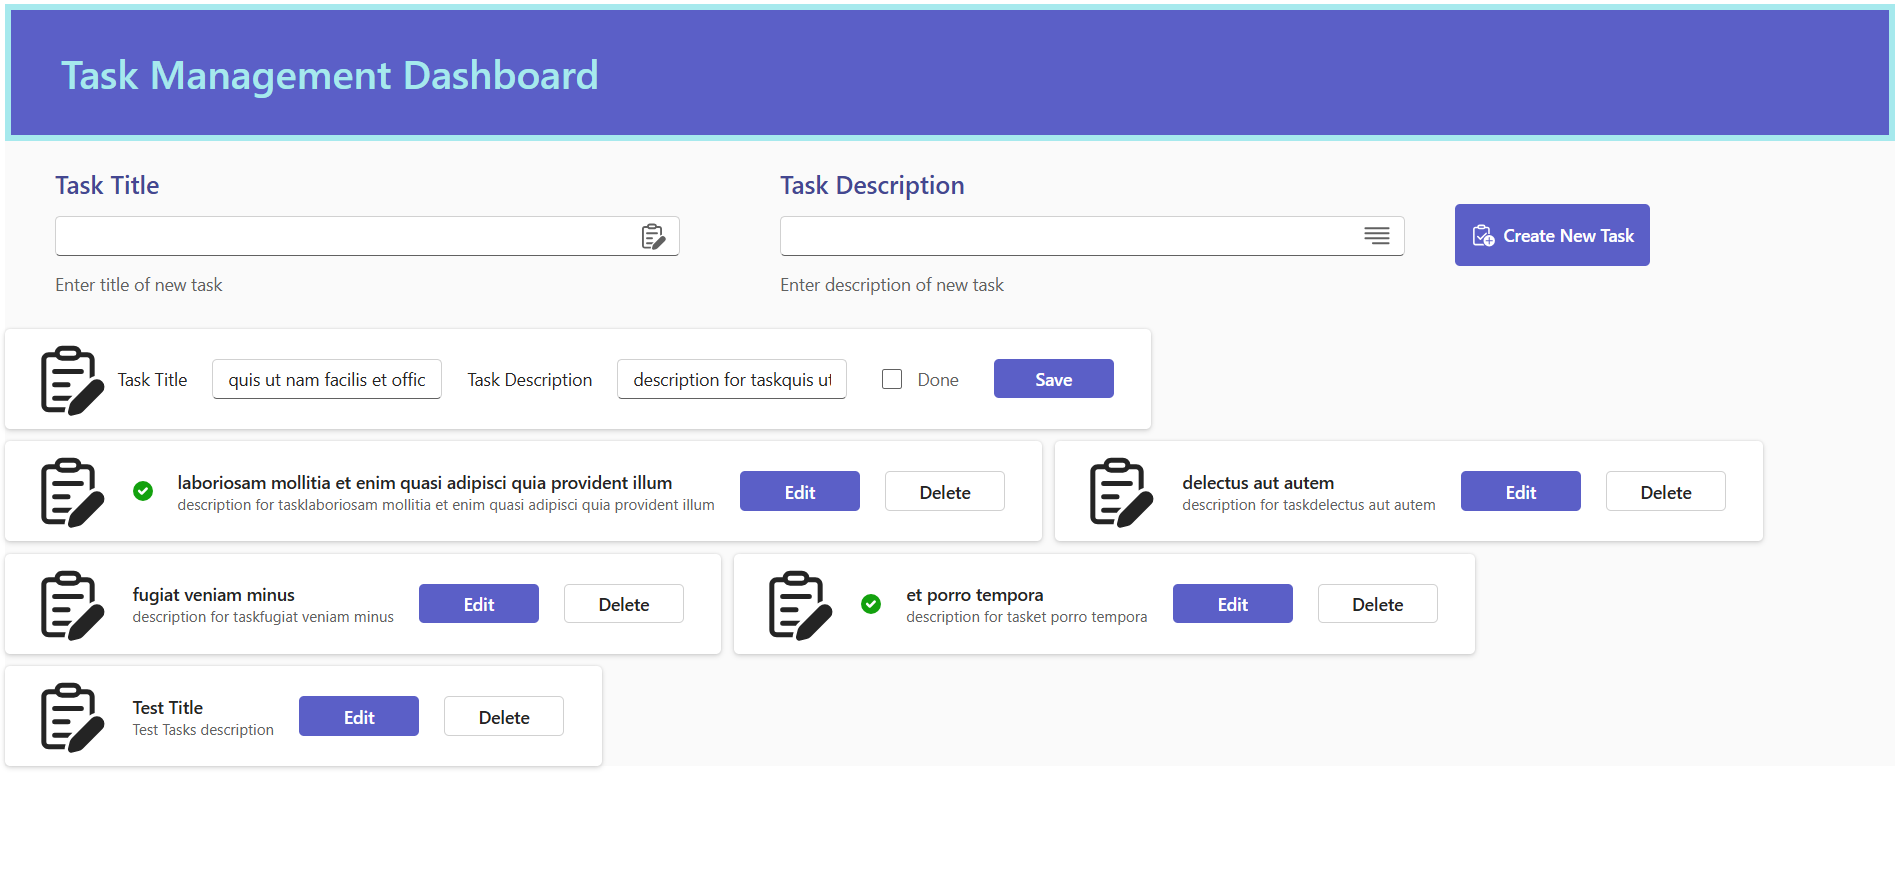 Task Management Dashboard
Task Title
Task Description
Create New Task
Enter title of new task
Enter description of new task
Task Title
quis ut nam facilis et offic
Task Description
description for taskquis ut
Done
Save
laboriosam mollitia et enim quasi adipisci quia provident illum
description for tasklaboriosam mollitia et enim quasi adipisci quia provident illum
Edit
Delete
delectus aut autem
description for taskdelectus aut autem
Edit
Delete
fugiat veniam minus
description for taskfugiat veniam minus
Edit
Delete
et porro tempora
description for tasket porro tempora
Edit
Delete
Test Title
Test Tasks description
Edit
Delete